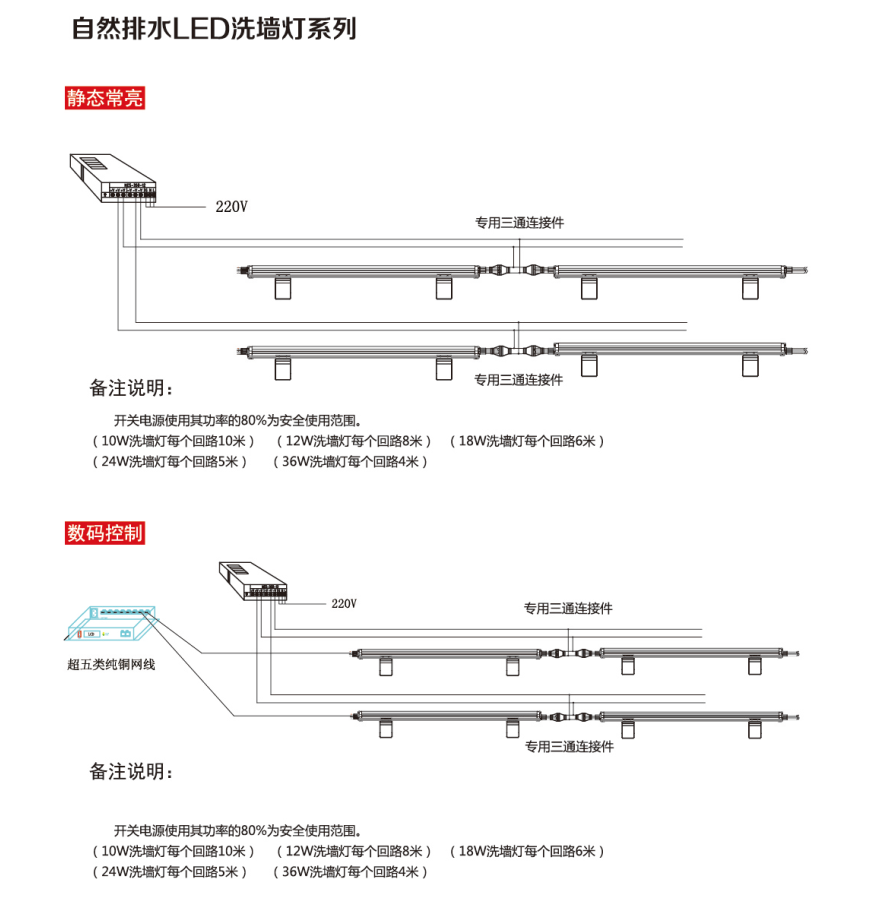 自然排水LED洗墙灯系列
静态常亮
220V
专用三通连接件
专用三通连接件
备注说明：
开关电源使用其功率的80%为安全使用范围。
（10W洗墙灯每个回路10米） （12W洗墙灯每个回路8米） （18W洗墙灯每个回路6米）
（24W洗墙灯每个回路5米） （36W洗墙灯每个回路4米）
数码控制
220V
专用三通连接件
超五类纯铜网线
专用三通连接件
备注说明：
开关电源使用其功率的80%为安全使用范围。
（10W洗墙灯每个回路10米） （12W洗墙灯每个回路8米） （18W洗墙灯每个回路6米）
（24W洗墙灯每个回路5米） （36W洗墙灯每个回路4米）